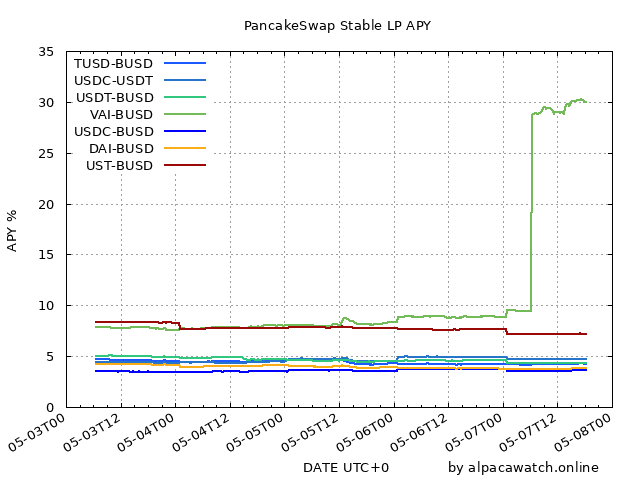 PancakeSwap Stable LP APY
35
30
25
20
15
10
5
0
APY %
TUSD-BUSD
USDC-USDT
USDT-BUSD
VAI-BUSD
USDC-BUSD
DAI-BUSD
UST-BUSD
05-03T00
05-03T12
05-04T00
05-04T12
05-05T00
05-05T12
05-06T00
05-06T12
05-07T00
05-07T12
05-08T00
DATE UTC+0
by alpacawatch.online